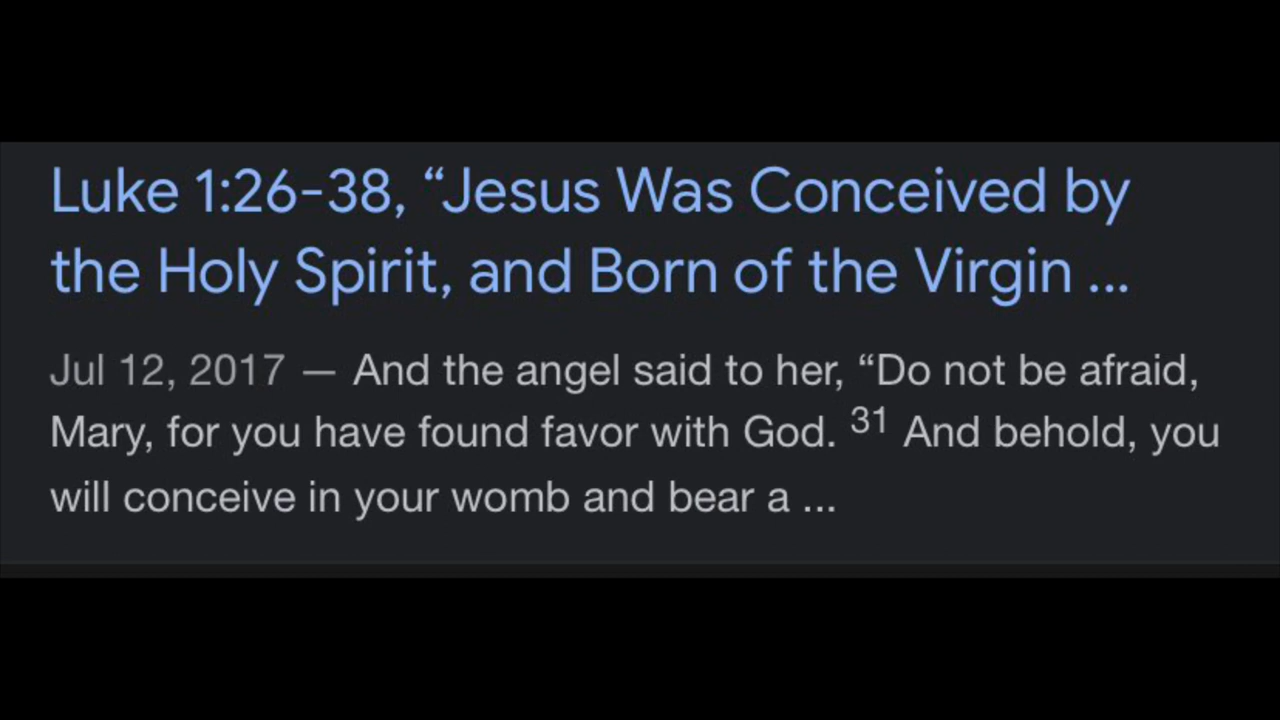 Luke 1:26-38, “Jesus Was Conceived by
the Holy Spirit, and Born of the Virgin ...
Jul 12, 2017 — And the angel said to her, “Do not be afraid,
Mary, for you have found favor with God. 31 And behold, you
will conceive in your womb and bear a ...